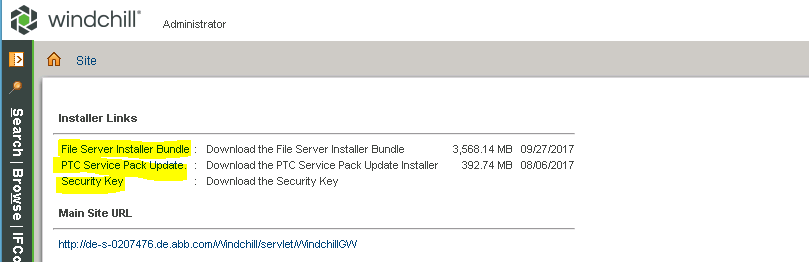 windchill Administrator
Site
Search | Browse | IFCo
Installer Links
File Server Installer Bundle : Download the File Server Installer Bundle 3,568.14 MB 09/27/2017
PTC Service Pack Update : Download the PTC Service Pack Update Installer 392.74 MB 08/06/2017
Security Key : Download the Security Key
Main Site URL
http://de-s-0207476.de.abb.com/Windchill/servlet/WindchillGW